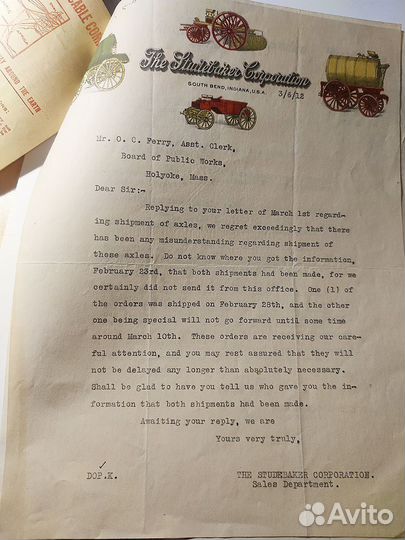 SABLE COR
LY AROUND THE EARTH
The Studebaker Corporation
SOUTH BEND, INDIANA, U.S.A.
3/6/12
Mr. O. C. Ferry, Asst. Clerk,
Board of Public Works,
Holyoke, Mass.
Dear Sir:-
Replying to your letter of March 1st regard-
ing shipment of axles, we regret exceedingly that there
has been any misunderstanding regarding shipment of
these axles. Do not know where you got the information,
February 23rd, that both shipments had been made, for we
certainly did not send it from this office. One (1) of
the orders was shipped on February 28th, and the other
one being special will not go forward until some time
around March 10th. These orders are receiving our care-
ful attention, and you may rest assured that they will
not be delayed any longer than absolutely necessary.
Shall be glad to have you tell us who gave you the in-
formation that both shipments had been made.
Awaiting your reply, we are
Yours very truly,
DOP.K.
THE STUDEBAKER CORPORATION.
Sales Department.
Avito